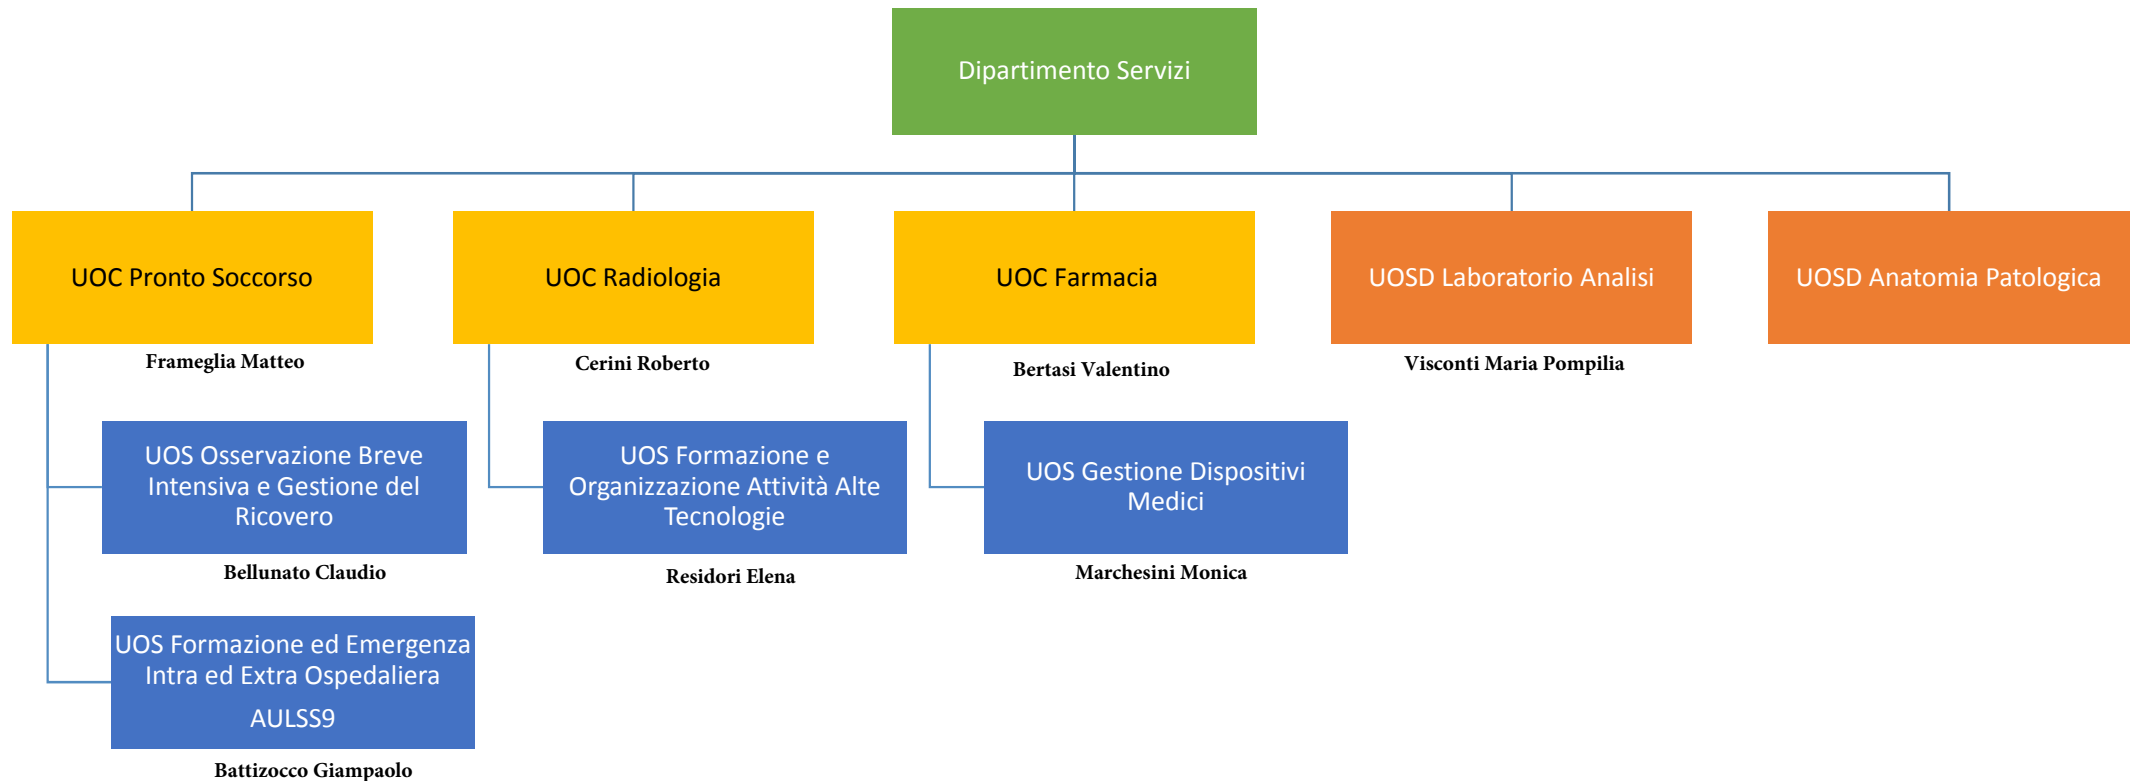 Dipartimento Servizi
UOC Pronto Soccorso
UOC Radiologia
UOC Farmacia
UOSD Laboratorio Analisi
UOSD Anatomia Patologica
Frameglia Matteo
Cerini Roberto
Bertasi Valentino
Visconti Maria Pompilia
UOS Osservazione Breve
Intensiva e Gestione del
Ricovero
UOS Formazione e
Organizzazione Attività Alte
Tecnologie
UOS Gestione Dispositivi
Medici
Bellunato Claudio
Residori Elena
Marchesini Monica
UOS Formazione ed Emergenza
Intra ed Extra Ospedaliera
AULSS9
Battizocco Giampaolo